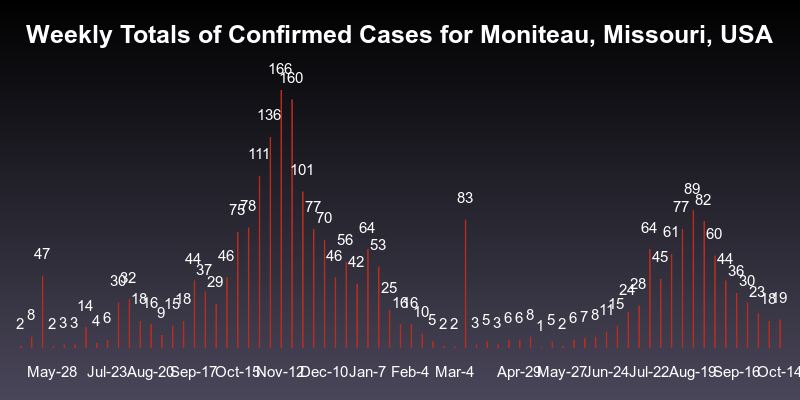 Weekly Totals of Confirmed Cases for Moniteau, Missouri, USA
2 8 47 2 3 3 14 4 6 30 32 18 16 9 15 18 44 37 29 46 75 78 111 136 166 160 101 77 70 46 56 42 64 53 25 16 16 10 5 2 2 83 3 5 3 6 6 8 1 5 2 6 7 8 11 15 24 28 64 45 61 77 89 82 60 44 36 30 23 18 19
May-28 Jul-23 Aug-20 Sep-17 Oct-15 Nov-12 Dec-10 Jan-7 Feb-4 Mar-4 Apr-29 May-27 Jun-24 Jul-22 Aug-19 Sep-16 Oct-14